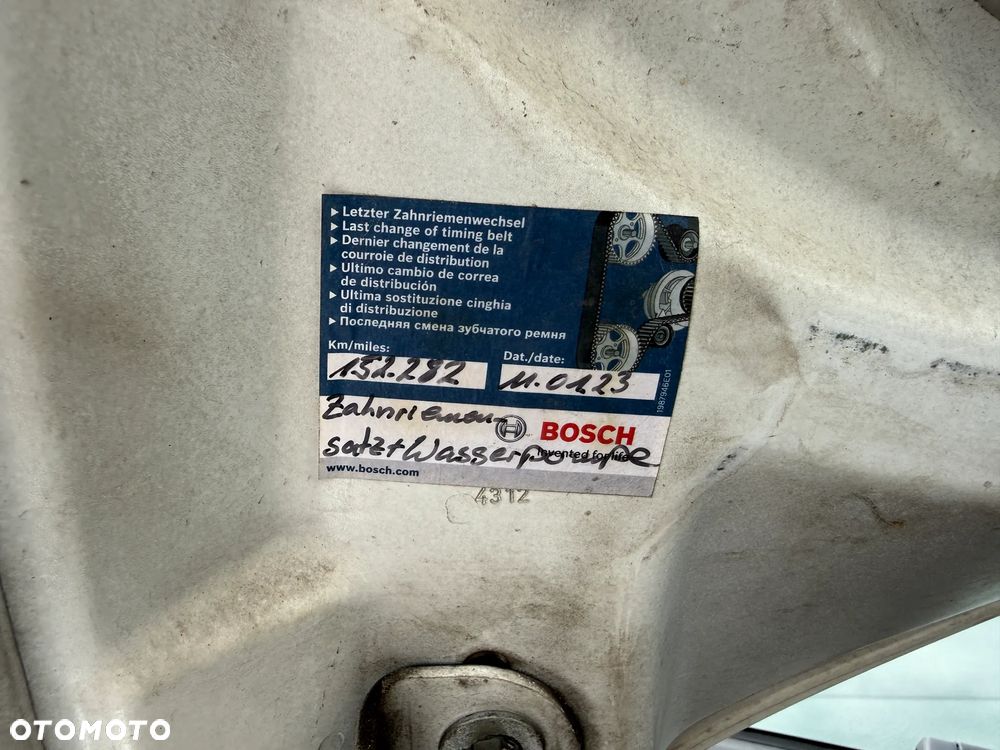 ▸ Letzter Zahnriemenwechsel
▸ Last change of timing belt
▸ Dernier changement de la
courroie de distribution
▸ Ultimo cambio de correa
de distribución
▸ Ultima sostituzione cinghia
di distribuzione
▸ Последняя смена зубчатого ремня
Km/miles: Dat./date:
152.282 11.01.23
1987946E01
Zahnriemen-
satz+Wasserpumpe
BOSCH
Invented for life
www.bosch.com
4312
OTOMOTO